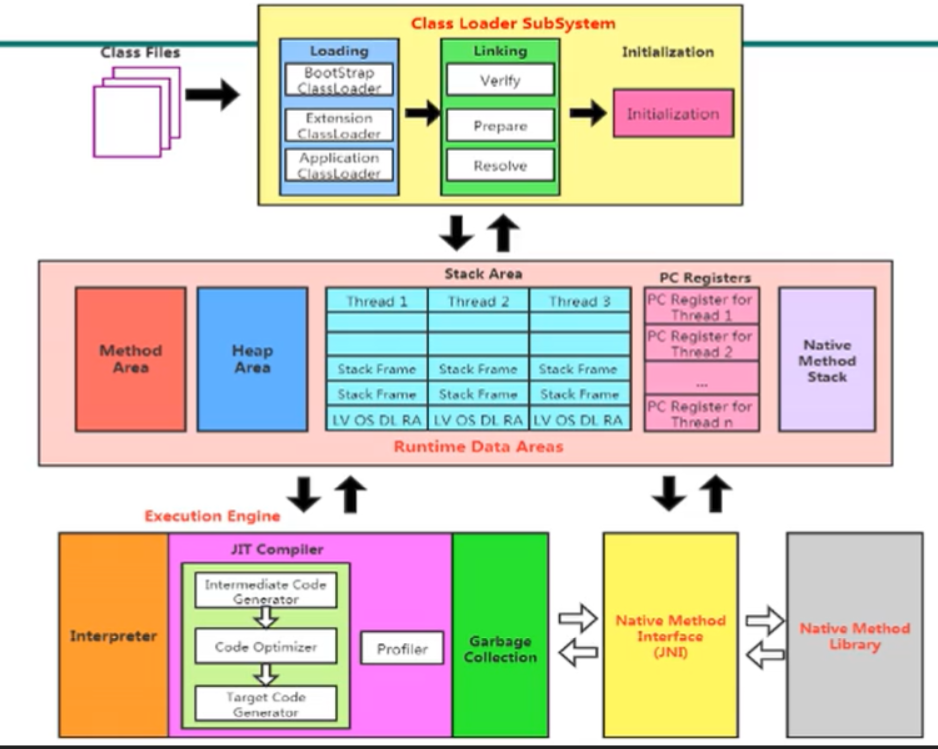 Class Loader SubSystem
Class Files
Loading
BootStrap
ClassLoader
Extension
ClassLoader
Application
ClassLoader
Linking
Verify
Prepare
Resolve
Initialization
Initialization
Stack Area
PC Registers
Method
Area
Heap
Area
Thread 1
Thread 2
Thread 3
Stack Frame
Stack Frame
Stack Frame
Stack Frame
Stack Frame
Stack Frame
LV OS DL RA
LV OS DL RA
LV OS DL RA
PC Register for
Thread 1
PC Register for
Thread 2
...
PC Register for
Thread n
Native
Method
Stack
Runtime Data Areas
Execution Engine
Interpreter
JIT Compiler
Intermediate Code
Generator
Code Optimizer
Target Code
Generator
Profiler
Garbage
Collection
Native Method
Interface
(JNI)
Native Method
Library